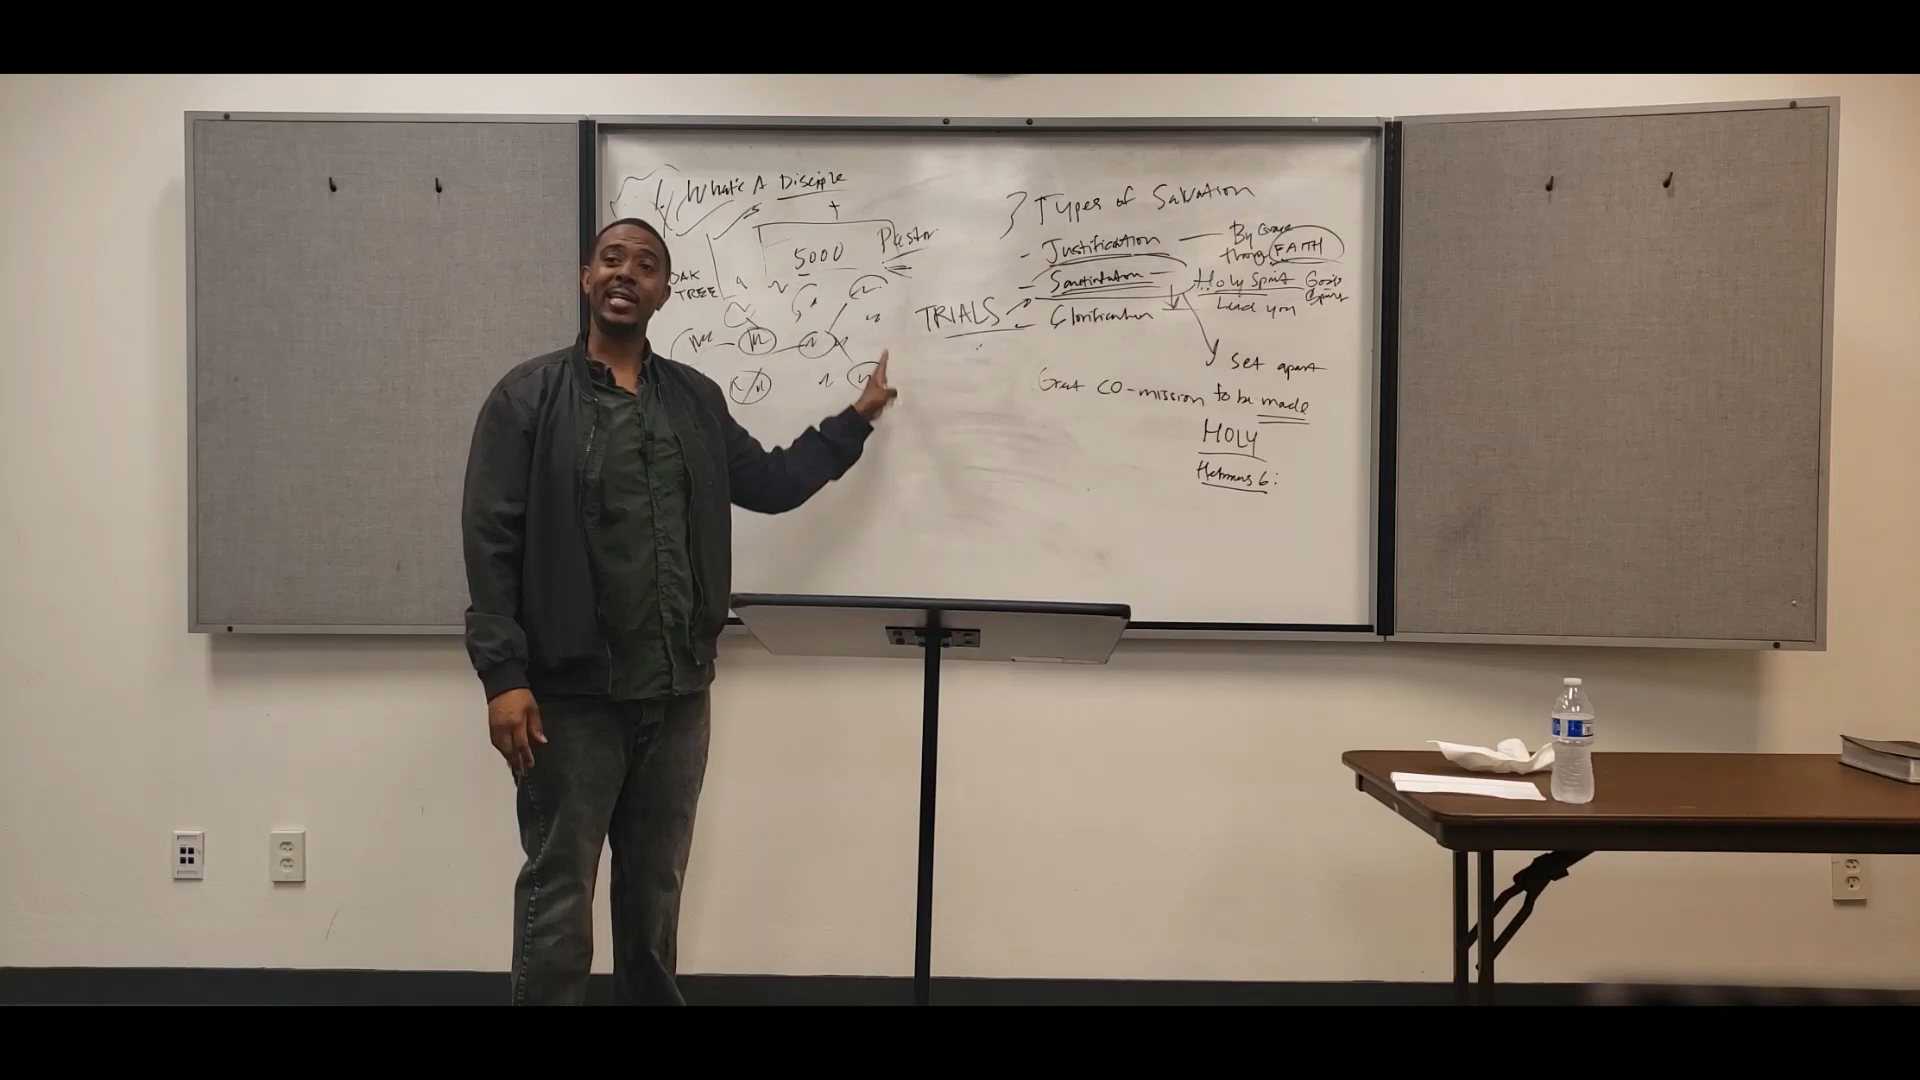 What's A Disciple
5000 Pastor
OAK
TREE
3 Types of Salvation
- Justification — By Grace
through FAITH
- Sanctification — Holy Spirit
Lead you
TRIALS
- Glorification
Set apart
Great CO-mission to be made
HOLY
Hebrews 6: